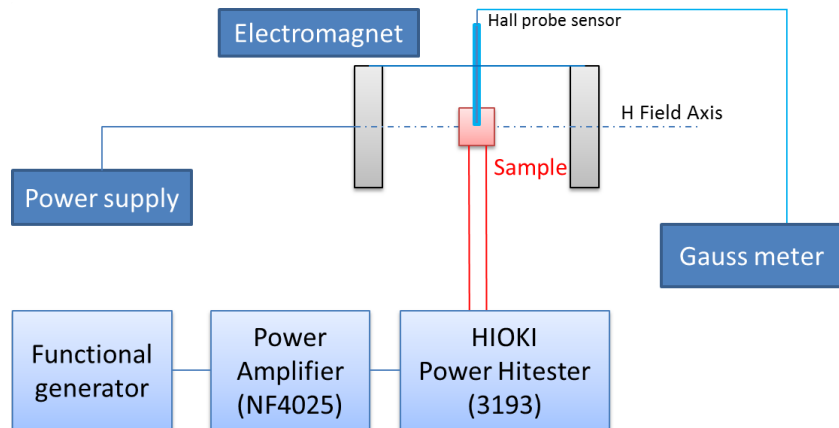 Electromagnet
Hall probe sensor
H Field Axis
Sample
Power supply
Gauss meter
Functional
generator
Power
Amplifier
(NF4025)
HIOKI
Power Hitester
(3193)